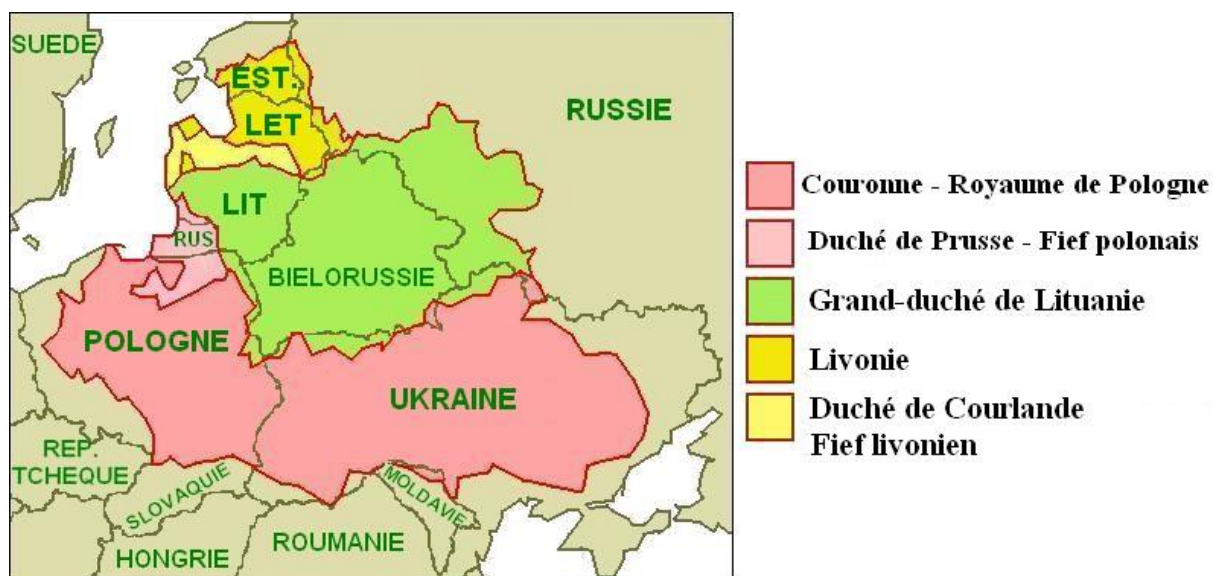 SUEDE
EST.
RUSSIE
LET
LIT
RUS
BIELORUSSIE
POLOGNE
UKRAINE
REP.
TCHEQUE
SLOVAQUIE
MOLDAVIE
ROUMANIE
HONGRIE
Couronne - Royaume de Pologne
Duché de Prusse - Fief polonais
Grand-duché de Lituanie
Livonie
Duché de Courlande
Fief livonien